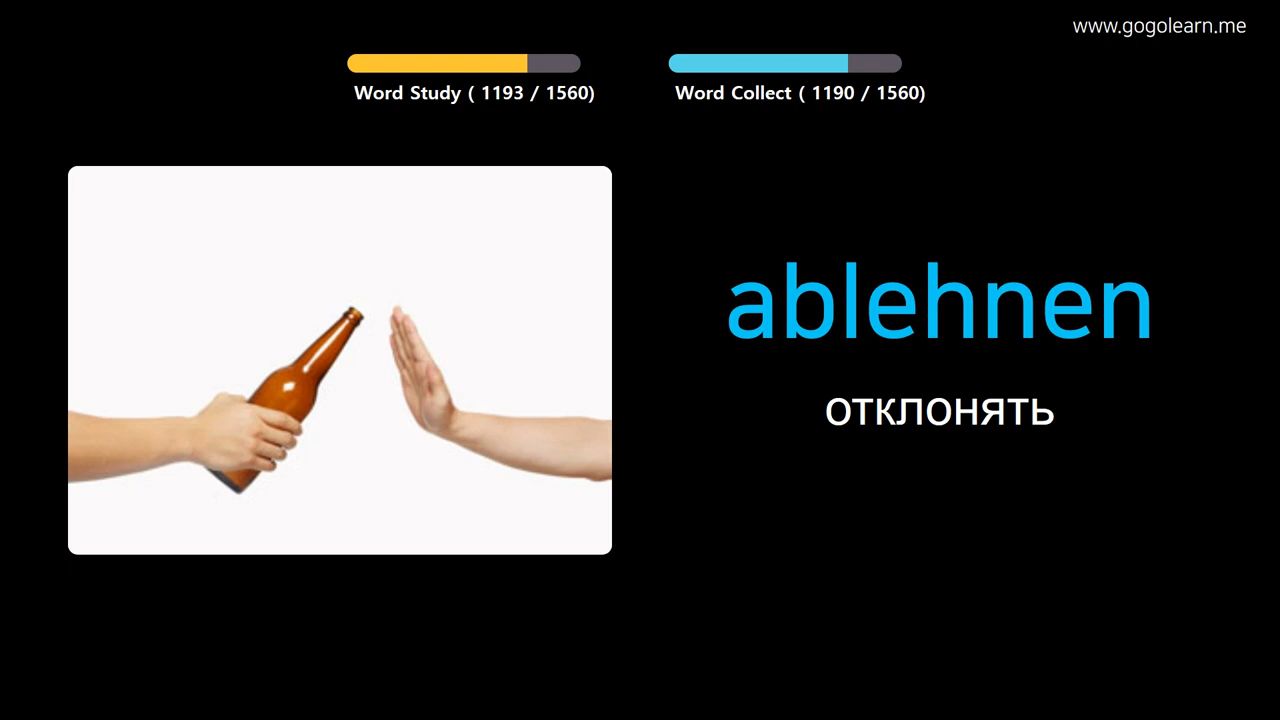 www.gogolearn.me
Word Study ( 1193 / 1560)
Word Collect ( 1190 / 1560)
ablehnen
отклонять